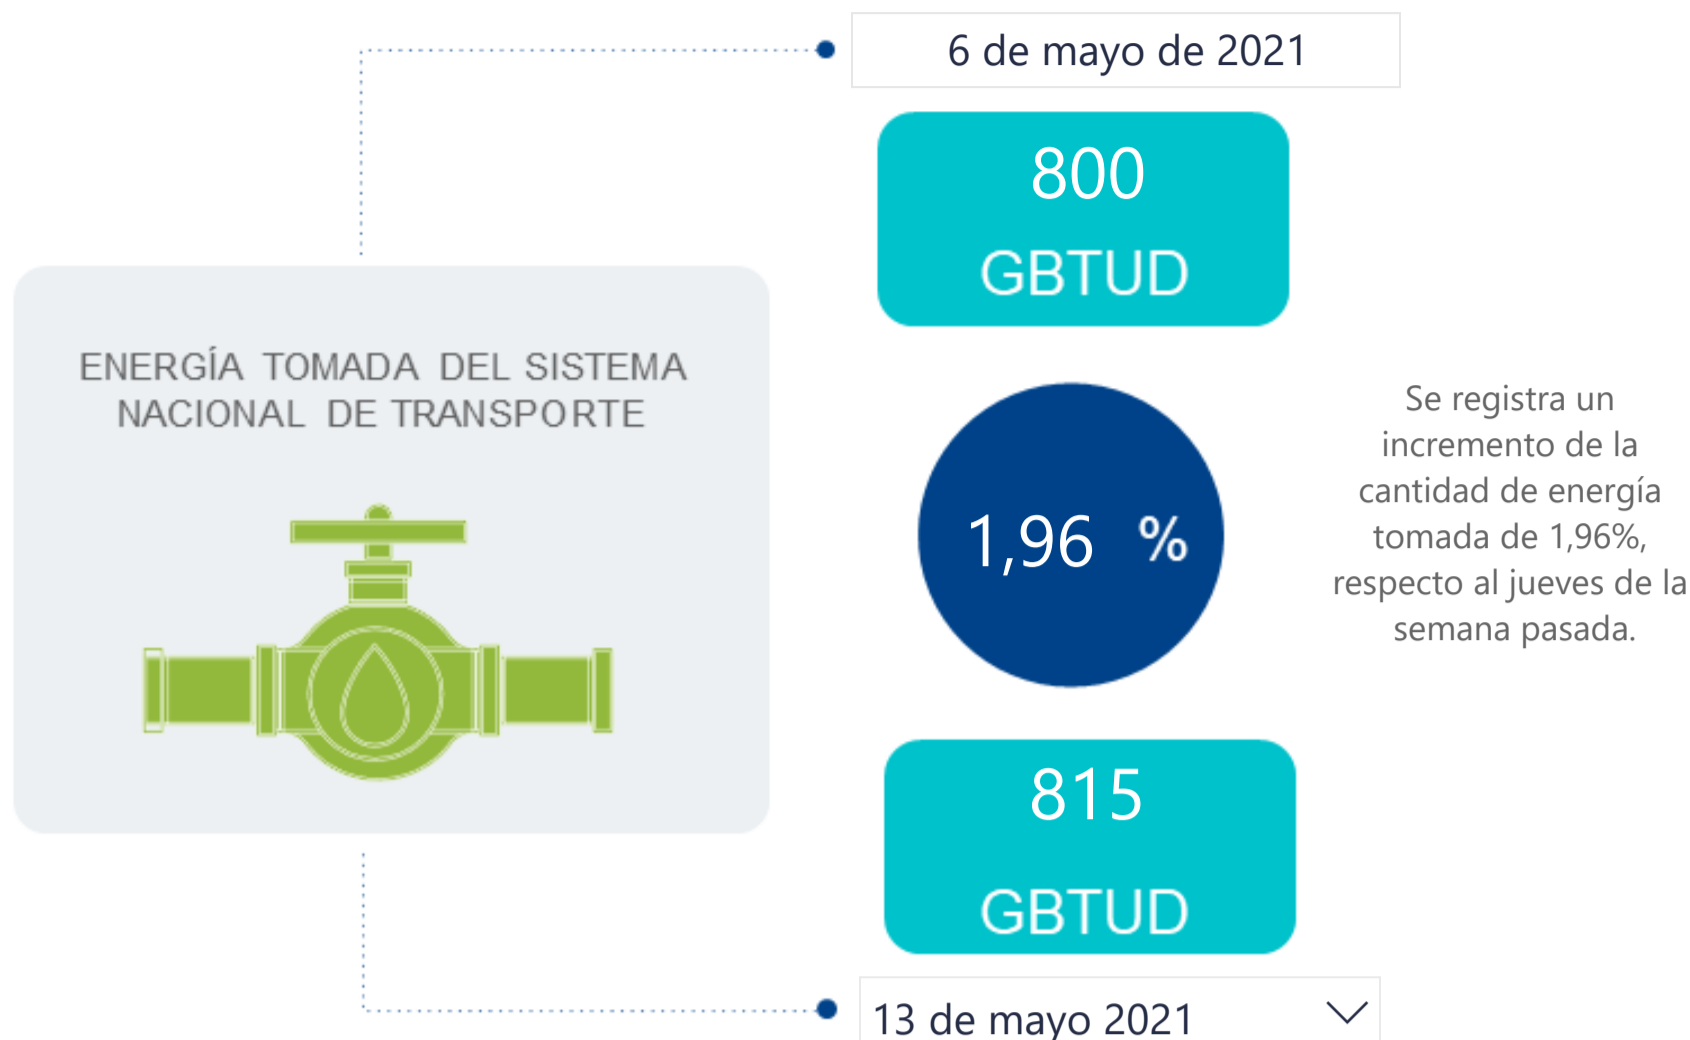 6 de mayo de 2021
800
GBTUD
ENERGÍA TOMADA DEL SISTEMA
NACIONAL DE TRANSPORTE
1,96 %
Se registra un
incremento de la
cantidad de energía
tomada de 1,96%,
respecto al jueves de la
semana pasada.
815
GBTUD
13 de mayo 2021